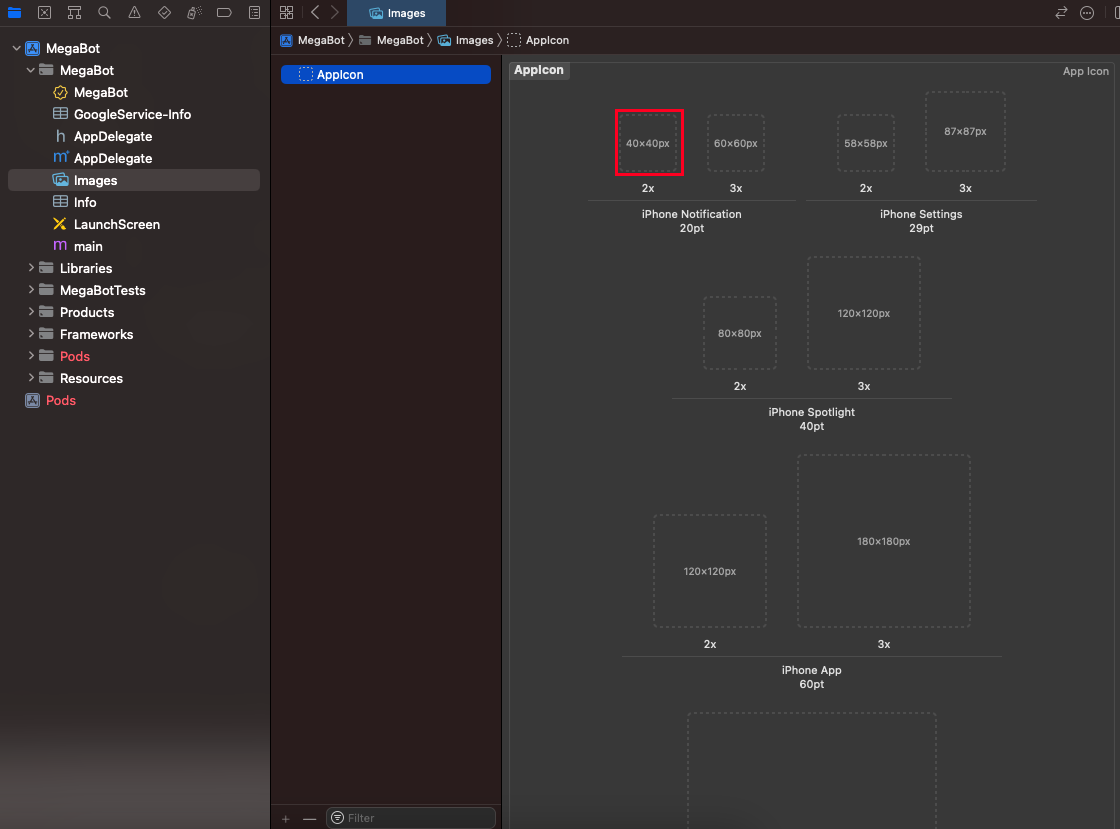 Images
MegaBot
MegaBot
Images
AppIcon
MegaBot
MegaBot
MegaBot
GoogleService-Info
h AppDelegate
m AppDelegate
Images
Info
LaunchScreen
m main
Libraries
MegaBotTests
Products
Frameworks
Pods
Resources
Pods
AppIcon
AppIcon
App Icon
40×40px
60×60px
58×58px
87×87px
2x
3x
2x
3x
iPhone Notification
20pt
iPhone Settings
29pt
80×80px
120×120px
2x
3x
iPhone Spotlight
40pt
120×120px
180×180px
2x
3x
iPhone App
60pt
Filter